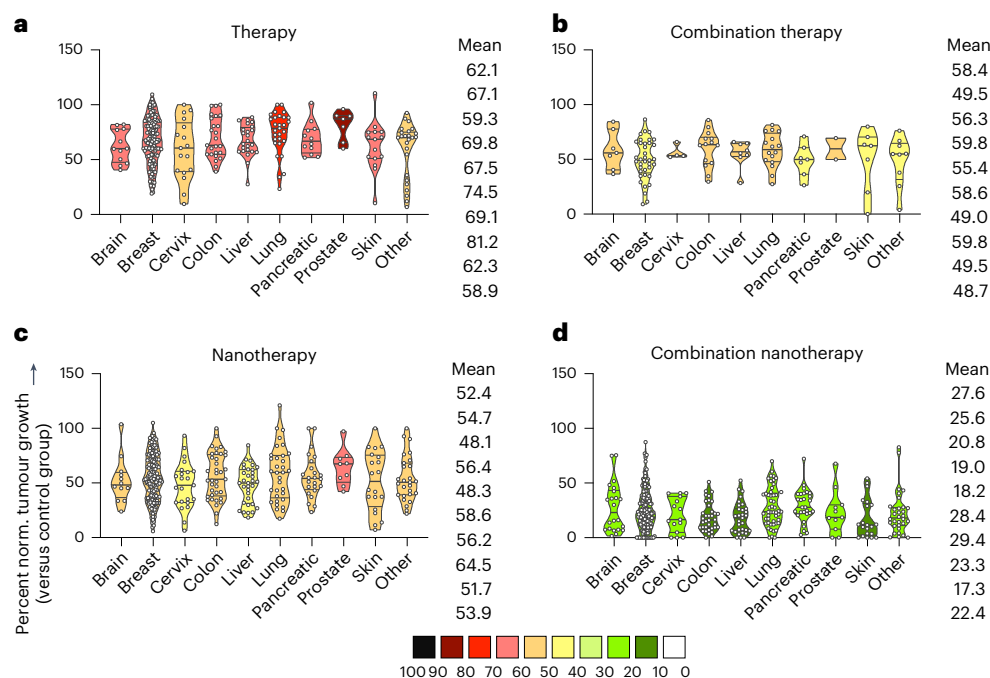 a
Therapy
Mean
150
100
50
0
62.1
67.1
59.3
69.8
67.5
74.5
69.1
81.2
62.3
58.9
Brain
Breast
Cervix
Colon
Liver
Lung
Pancreatic
Prostate
Skin
Other
b
Combination therapy
Mean
150
100
50
0
58.4
49.5
56.3
59.8
55.4
58.6
49.0
59.8
49.5
48.7
Brain
Breast
Cervix
Colon
Liver
Lung
Pancreatic
Prostate
Skin
Other
c
Nanotherapy
Mean
Percent norm. tumour growth →
(versus control group)
150
100
50
0
52.4
54.7
48.1
56.4
48.3
58.6
56.2
64.5
51.7
53.9
Brain
Breast
Cervix
Colon
Liver
Lung
Pancreatic
Prostate
Skin
Other
d
Combination nanotherapy
Mean
150
100
50
0
27.6
25.6
20.8
19.0
18.2
28.4
29.4
23.3
17.3
22.4
Brain
Breast
Cervix
Colon
Liver
Lung
Pancreatic
Prostate
Skin
Other
100 90 80 70 60 50 40 30 20 10 0